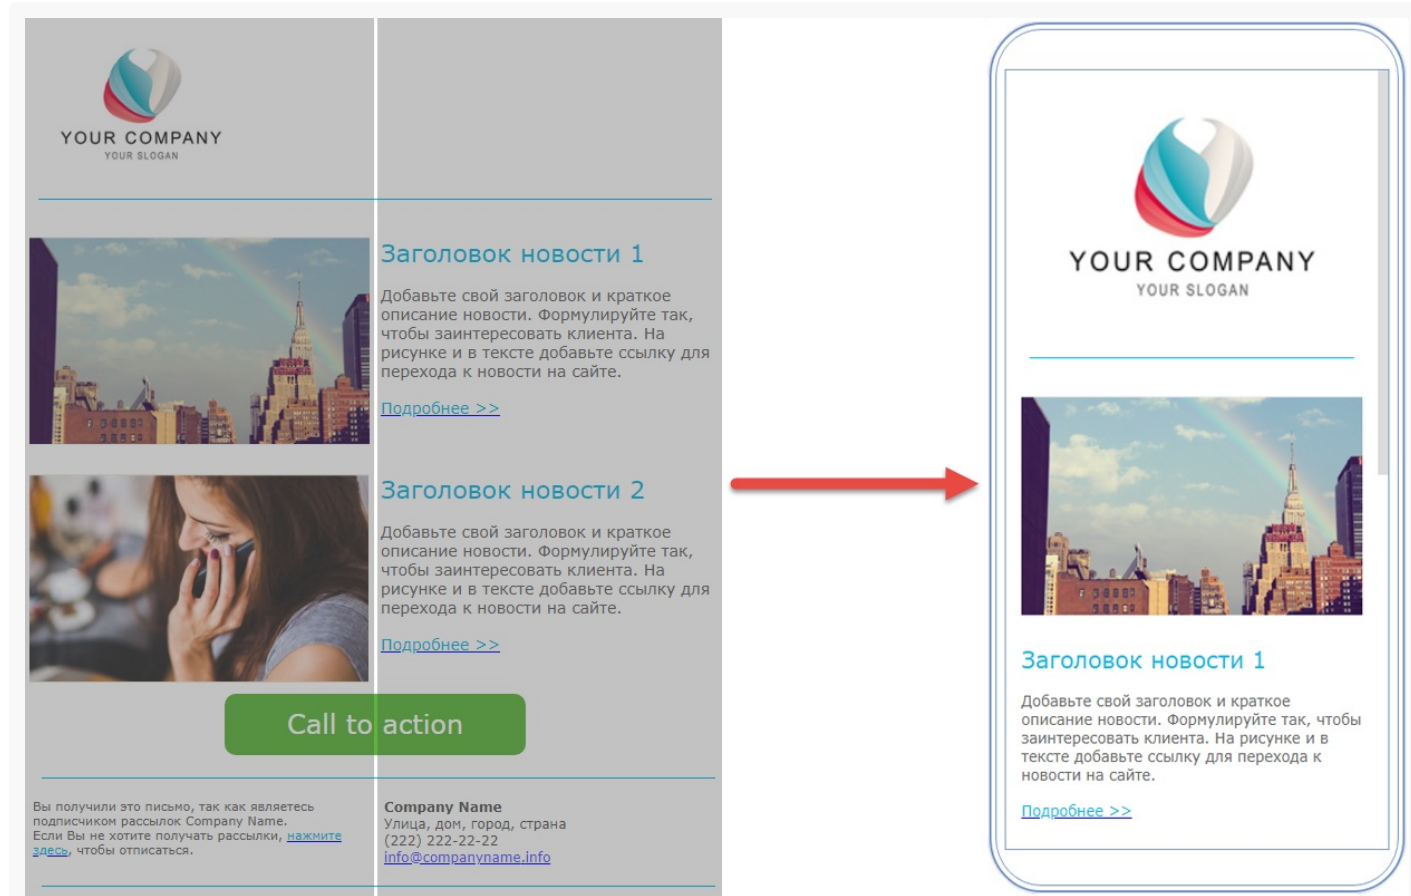 YOUR COMPANY
YOUR SLOGAN
Заголовок новости 1
Добавьте свой заголовок и краткое
описание новости. Формулируйте так,
чтобы заинтересовать клиента. На
рисунке и в тексте добавьте ссылку для
перехода к новости на сайте.
Подробнее >>
Заголовок новости 2
Добавьте свой заголовок и краткое
описание новости. Формулируйте так,
чтобы заинтересовать клиента. На
рисунке и в тексте добавьте ссылку для
перехода к новости на сайте.
Подробнее >>
Call to action
Вы получили это письмо, так как являетесь
подписчиком рассылок Company Name.
Если Вы не хотите получать рассылки, нажмите
здесь, чтобы отписаться.
Company Name
Улица, дом, город, страна
(222) 222-22-22
info@companyname.info
YOUR COMPANY
YOUR SLOGAN
Заголовок новости 1
Добавьте свой заголовок и краткое
описание новости. Формулируйте так, чтобы
заинтересовать клиента. На рисунке и в
тексте добавьте ссылку для перехода к
новости на сайте.
Подробнее >>